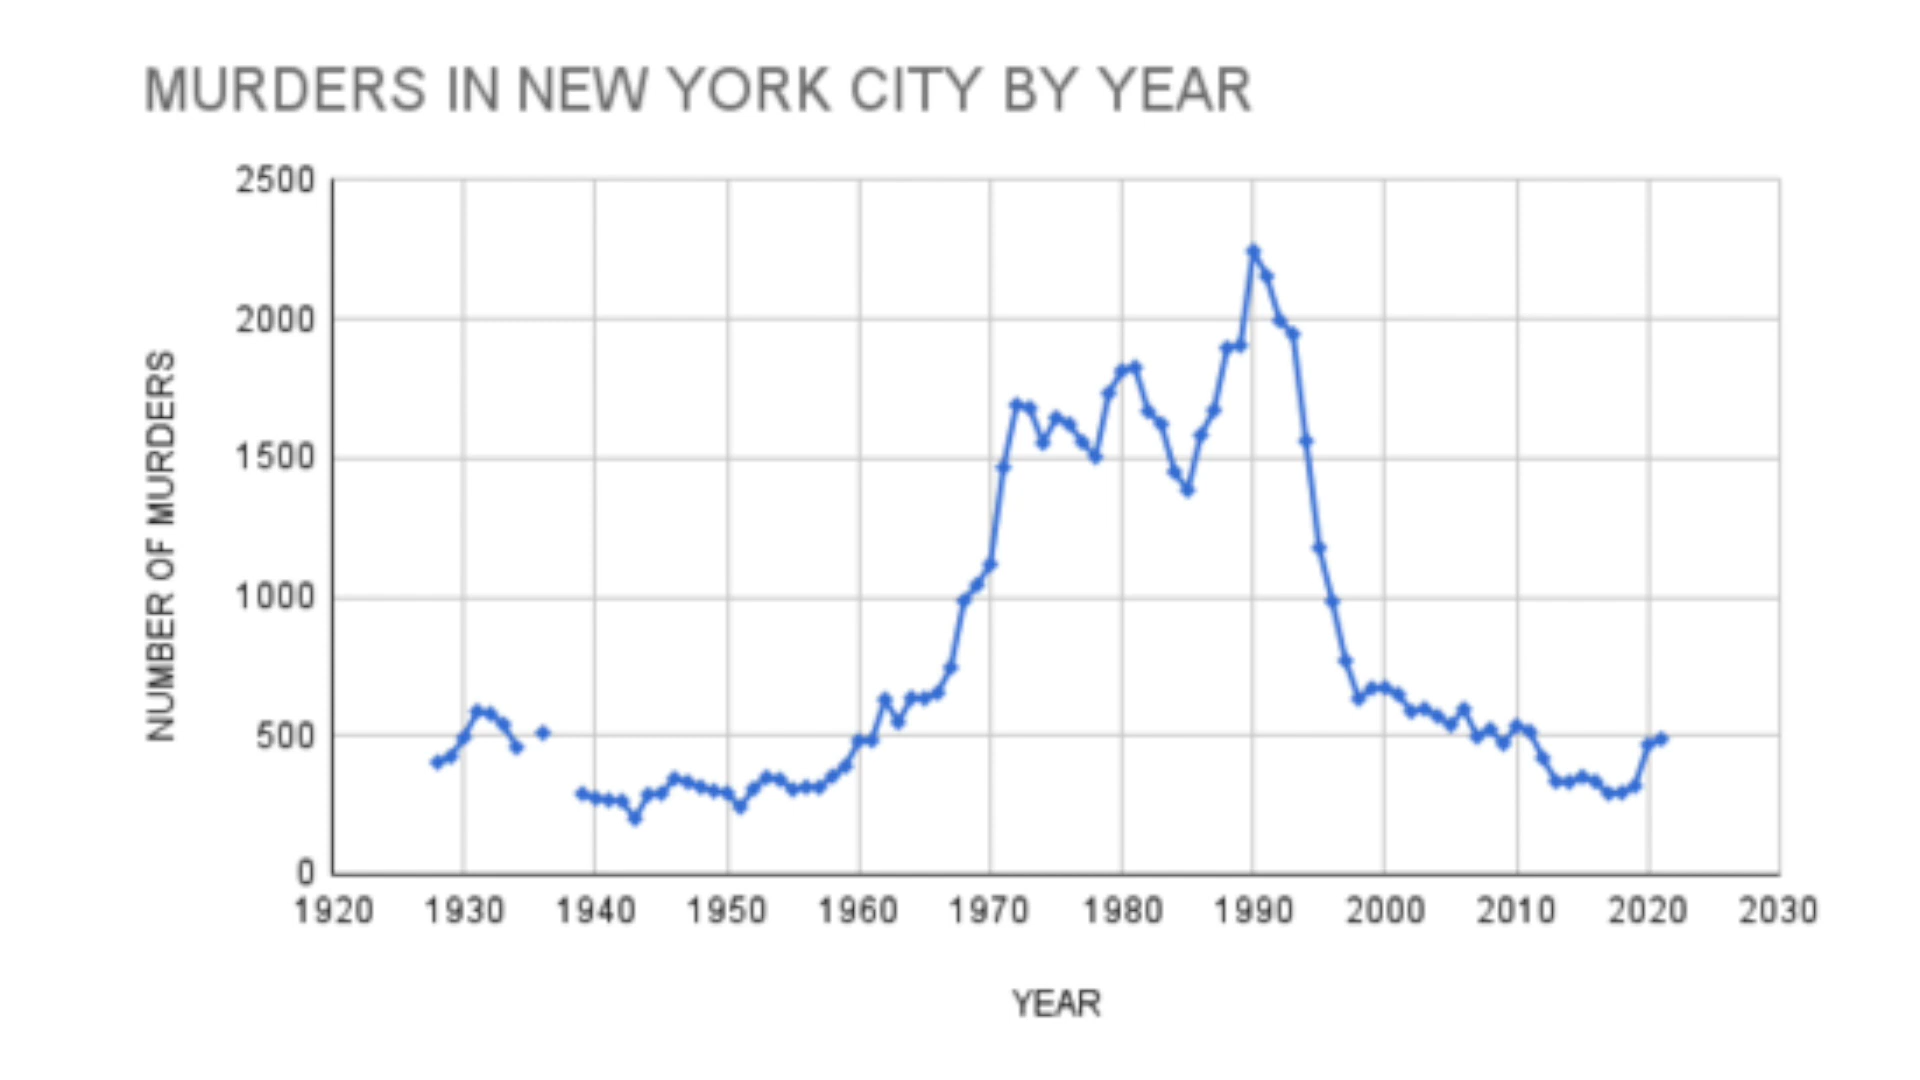 MURDERS IN NEW YORK CITY BY YEAR
2500
2000
1500
1000
500
0
NUMBER OF MURDERS
1920 1930 1940 1950 1960 1970 1980 1990 2000 2010 2020 2030
YEAR